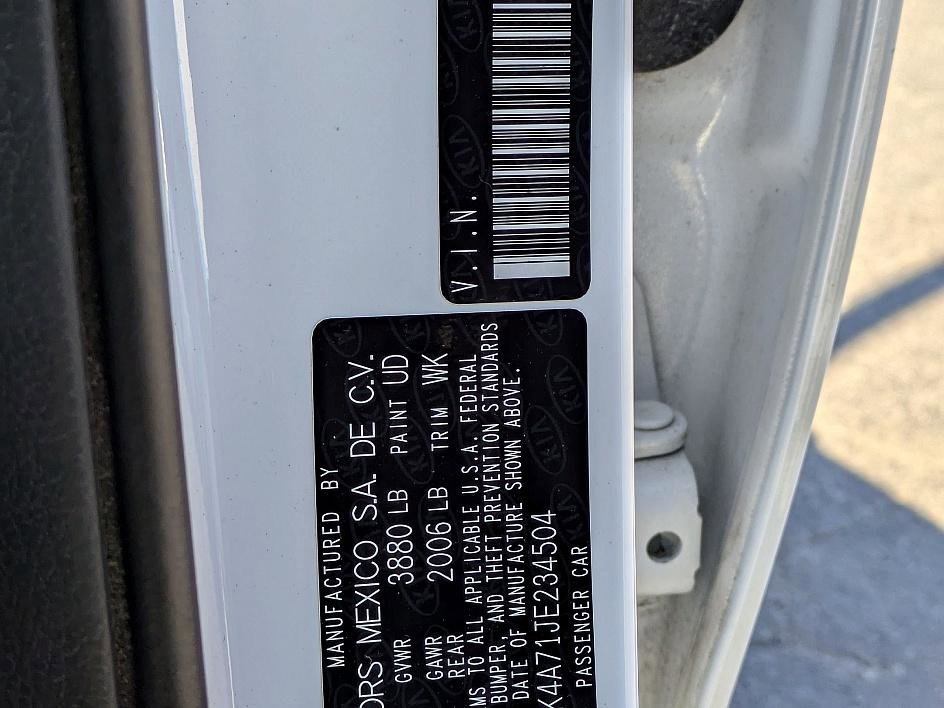 V.I.N.
MANUFACTURED BY
ORS MEXICO S.A. DE C.V.
GVWR 3880 LB PAINT UD
GAWR
REAR 2006 LB TRIM WK
MS TO ALL APPLICABLE U.S.A. FEDERAL
BUMPER, AND THEFT PREVENTION STANDARDS
DATE OF MANUFACTURE SHOWN ABOVE.
K4A71JE234504
PASSENGER CAR
KIA